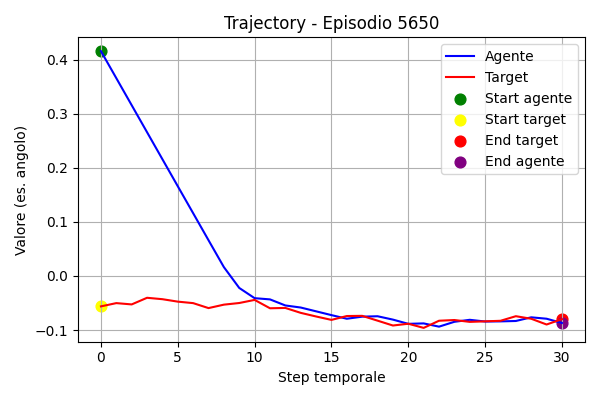 Trajectory - Episodio 5650
Valore (es. angolo)
0.4
0.3
0.2
0.1
0.0
−0.1
Agente
Target
Start agente
Start target
End target
End agente
0 5 10 15 20 25 30
Step temporale